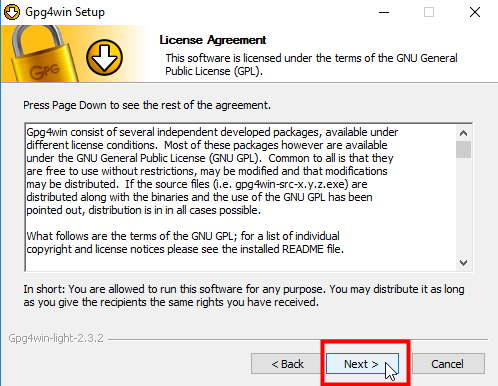 Gpg4win Setup
GPG
License Agreement
This software is licensed under the terms of the GNU General
Public License (GPL).
Press Page Down to see the rest of the agreement.
Gpg4win consist of several independent developed packages, available under
different license conditions.  Most of these packages however are available
under the GNU General Public License (GNU GPL).  Common to all is that they
are free to use without restrictions, may be modified and that modifications
may be distributed.  If the source files (i.e. gpg4win-src-x.y.z.exe) are
distributed along with the binaries and the use of the GNU GPL has been
pointed out, distribution is in in all cases possible.
What follows are the terms of the GNU GPL; for a list of individual
copyright and license notices please see the installed README file.
In short: You are allowed to run this software for any purpose. You may distribute it as long
as you give the recipients the same rights you have received.
Gpg4win-light-2.3.2
< Back
Next >
Cancel